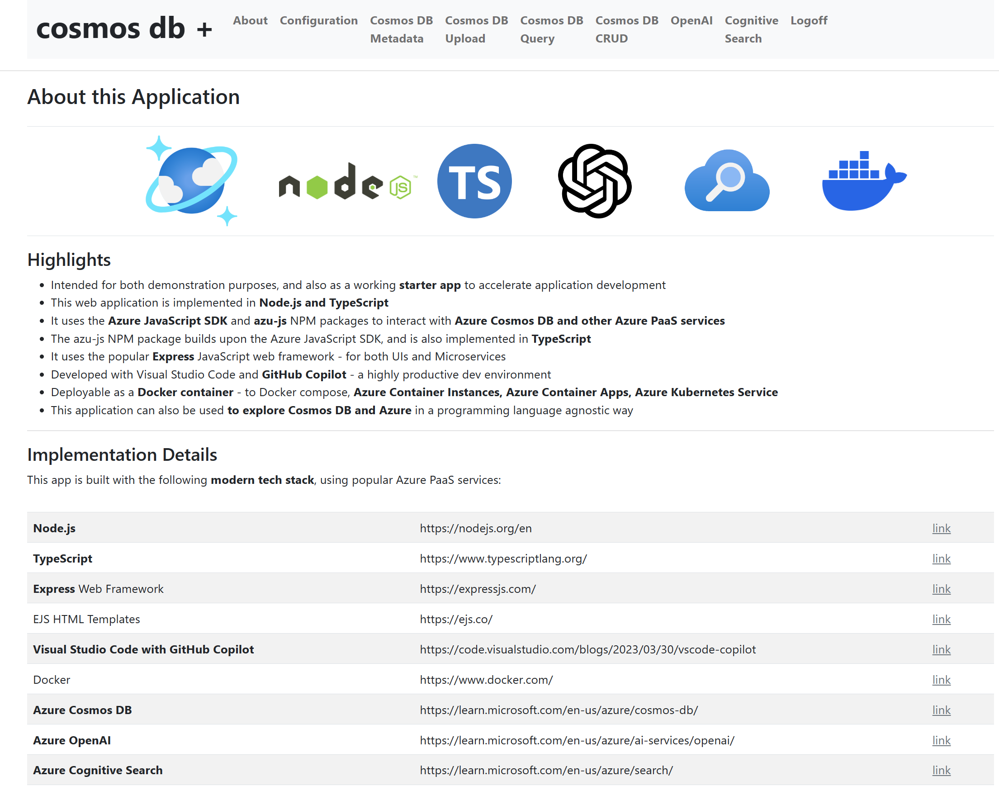 cosmos db +
About
Configuration
Cosmos DB
Metadata
Cosmos DB
Upload
Cosmos DB
Query
Cosmos DB
CRUD
OpenAI
Cognitive
Search
Logoff
About this Application
node JS ™
TS
Highlights
• Intended for both demonstration purposes, and also as a working starter app to accelerate application development
• This web application is implemented in Node.js and TypeScript
• It uses the Azure JavaScript SDK and azu-js NPM packages to interact with Azure Cosmos DB and other Azure PaaS services
• The azu-js NPM package builds upon the Azure JavaScript SDK, and is also implemented in TypeScript
• It uses the popular Express JavaScript web framework - for both UIs and Microservices
• Developed with Visual Studio Code and GitHub Copilot - a highly productive dev environment
• Deployable as a Docker container - to Docker compose, Azure Container Instances, Azure Container Apps, Azure Kubernetes Service
• This application can also be used to explore Cosmos DB and Azure in a programming language agnostic way
Implementation Details
This app is built with the following modern tech stack, using popular Azure PaaS services:
Node.js https://nodejs.org/en link
TypeScript https://www.typescriptlang.org/ link
Express Web Framework https://expressjs.com/ link
EJS HTML Templates https://ejs.co/ link
Visual Studio Code with GitHub Copilot https://code.visualstudio.com/blogs/2023/03/30/vscode-copilot link
Docker https://www.docker.com/ link
Azure Cosmos DB https://learn.microsoft.com/en-us/azure/cosmos-db/ link
Azure OpenAI https://learn.microsoft.com/en-us/azure/ai-services/openai/ link
Azure Cognitive Search https://learn.microsoft.com/en-us/azure/search/ link